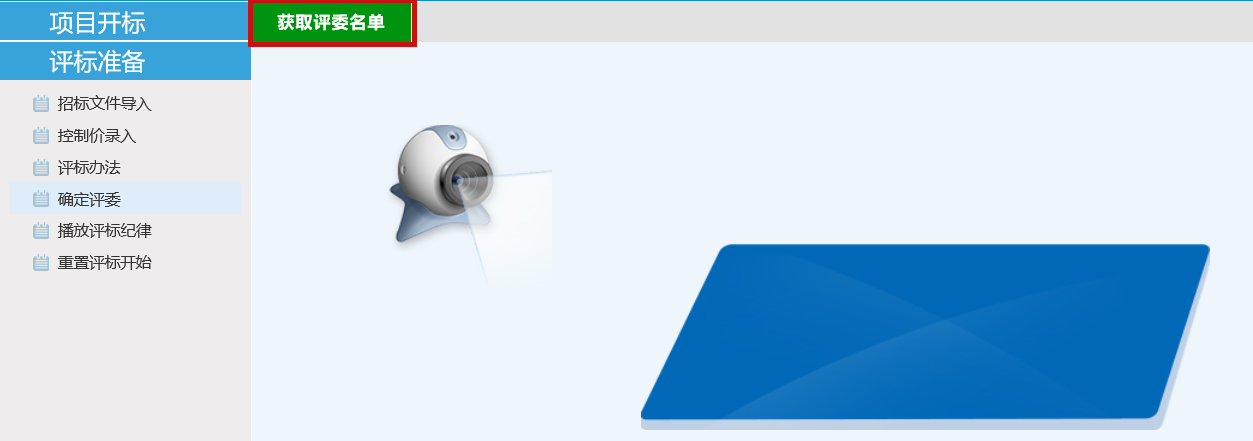 项目开标
获取评委名单
评标准备
招标文件导入
控制价录入
评标办法
确定评委
播放评标纪律
重置评标开始